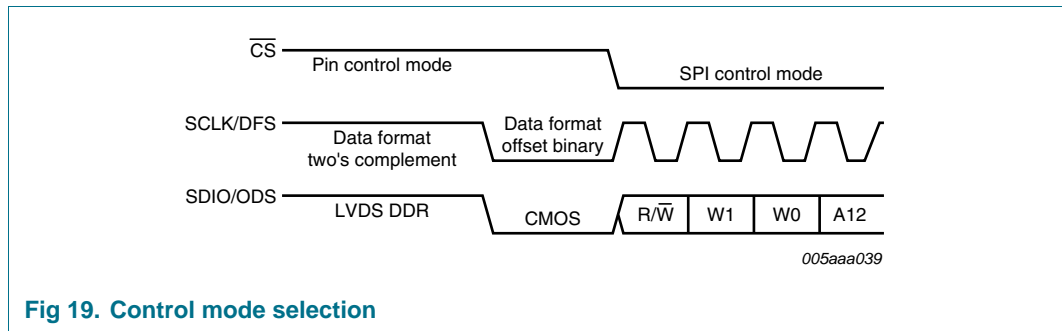 C̅S̅
Pin control mode
SPI control mode
SCLK/DFS
Data format
two's complement
Data format
offset binary
SDIO/ODS
LVDS DDR
CMOS
R/W̅
W1
W0
A12
005aaa039
Fig 19. Control mode selection